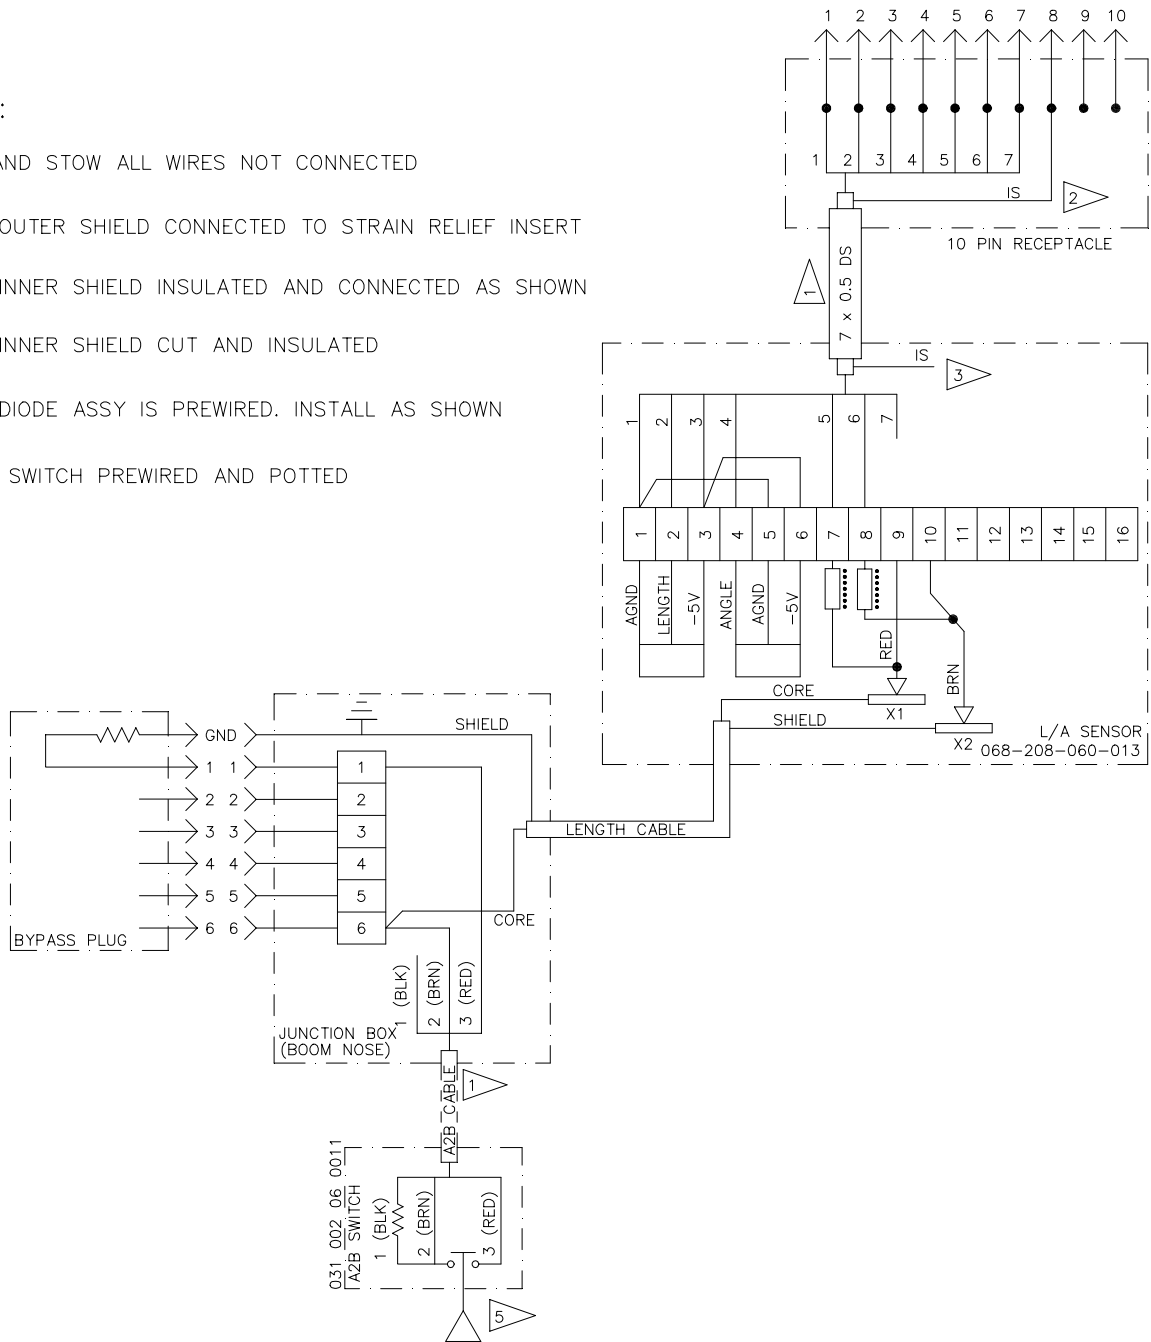 1 2 3 4 5 6 7 8 9 10
:
AND STOW ALL WIRES NOT CONNECTED
1 2 3 4 5 6 7
IS
2
OUTER SHIELD CONNECTED TO STRAIN RELIEF INSERT
10 PIN RECEPTACLE
INNER SHIELD INSULATED AND CONNECTED AS SHOWN
1
7 x 0.5 DS
INNER SHIELD CUT AND INSULATED
IS
3
DIODE ASSY IS PREWIRED. INSTALL AS SHOWN
1 2 3 4 5 6 7
SWITCH PREWIRED AND POTTED
1 2 3 4 5 6 7 8 9 10 11 12 13 14 15 16
AGND LENGTH -5V ANGLE AGND -5V
RED
BRN
CORE
X1
SHIELD
X2
L/A SENSOR
068-208-060-013
SHIELD
GND
1 1 1
2 2 2
3 3 3
4 4 4
5 5 5
6 6 6
LENGTH CABLE
CORE
BYPASS PLUG
1 (BLK)
2 (BRN)
3 (RED)
JUNCTION BOX
(BOOM NOSE)
A2B CABLE
1
031 002 06 0011
A2B SWITCH
1 (BLK)
2 (BRN)
3 (RED)
5